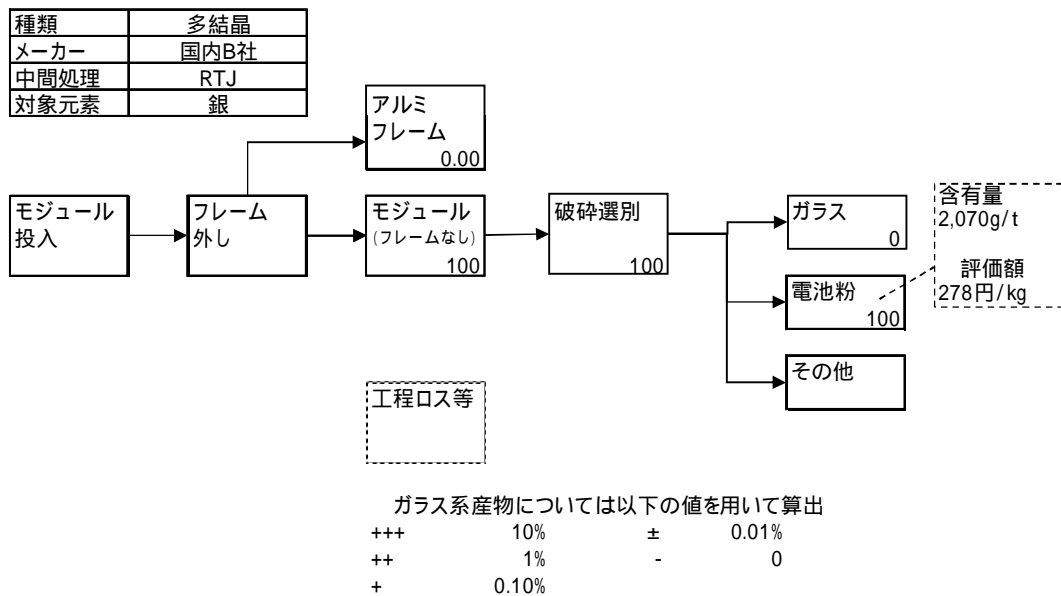 種類 多結晶
メーカー 国内B社
中間処理 RTJ
対象元素 銀
アルミ
フレーム
0.00
モジュール
投入
フレーム
外し
モジュール
(フレームなし)
100
破砕選別
100
ガラス
0
電池粉
100
その他
含有量
2,070g/t
評価額
278円/kg
工程ロス等
ガラス系産物については以下の値を用いて算出
+++ 10% ± 0.01%
++ 1% - 0
+ 0.10%